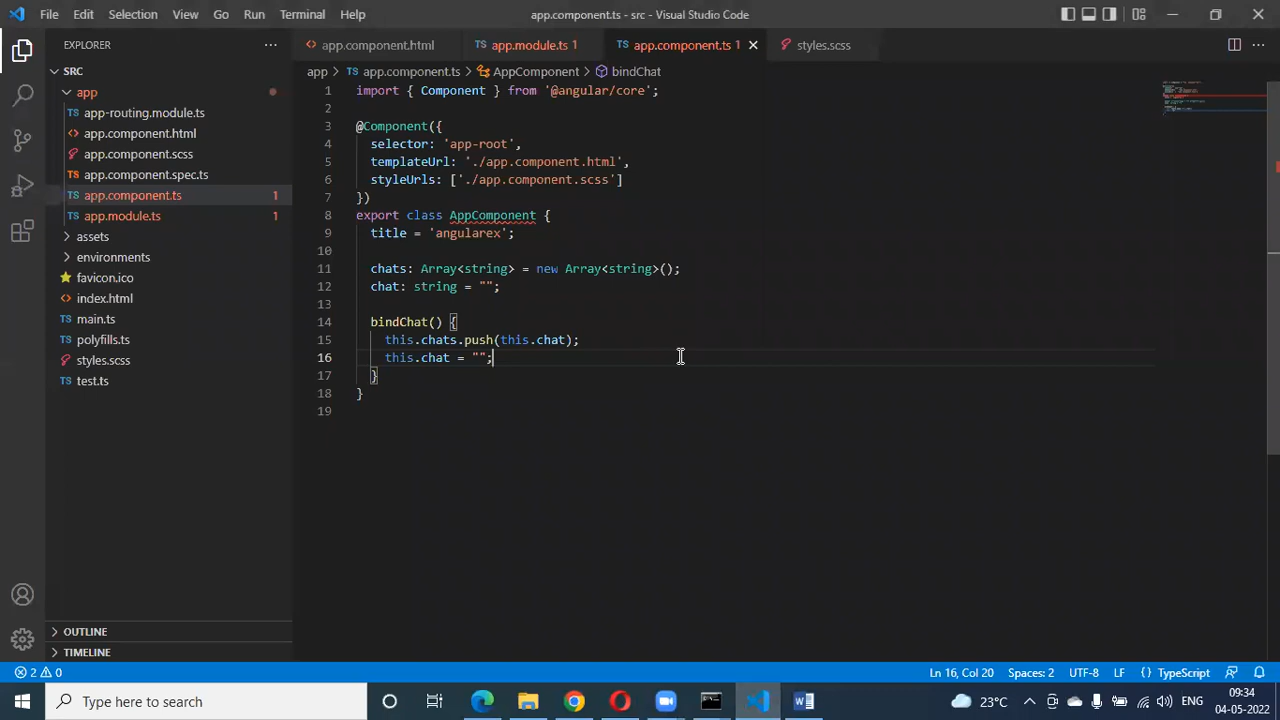 File Edit Selection View Go Run Terminal Help
app.component.ts - src - Visual Studio Code
EXPLORER
SRC
app
app-routing.module.ts
app.component.html
app.component.scss
app.component.spec.ts
app.component.ts 1
app.module.ts 1
assets
environments
favicon.ico
index.html
TS main.ts
TS polyfills.ts
styles.scss
TS test.ts
OUTLINE
TIMELINE
app.component.html
TS app.module.ts 1
TS app.component.ts 1
styles.scss
app > TS app.component.ts > AppComponent > bindChat
1 import { Component } from '@angular/core';
2
3 @Component({
4 selector: 'app-root',
5 templateUrl: './app.component.html',
6 styleUrls: ['./app.component.scss']
7 })
8 export class AppComponent {
9 title = 'angularex';
10
11 chats: Array<string> = new Array<string>();
12 chat: string = "";
13
14 bindChat() {
15 this.chats.push(this.chat);
16 this.chat = "";
17 }
18 }
19
2 0
Ln 16, Col 20 Spaces: 2 UTF-8 LF {} TypeScript
Type here to search
23°C
ENG
09:34
04-05-2022